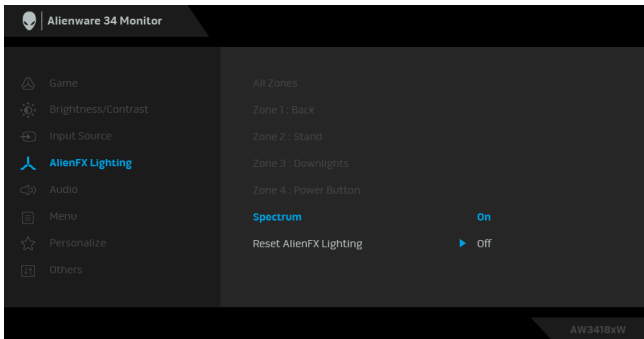 Alienware 34 Monitor
Game
Brightness/Contrast
Input Source
AlienFX Lighting
Audio
Menu
Personalize
Others
All Zones
Zone 1 : Back
Zone 2 : Stand
Zone 3 : Downlights
Zone 4 : Power Button
Spectrum On
Reset AlienFX Lighting Off
AW3418xW